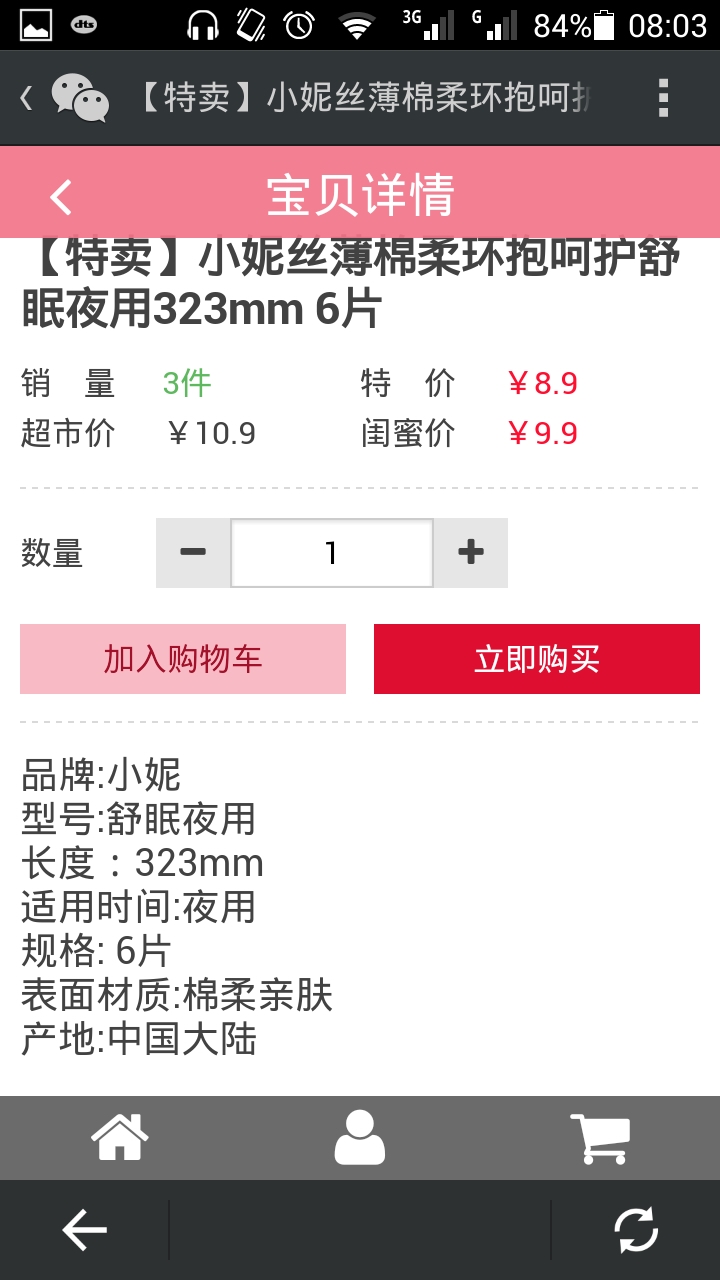 dts 3G G 84% 08:03
【特卖】小妮丝薄棉柔环抱呵护
宝贝详情
【特卖】小妮丝薄棉柔环抱呵护舒
眠夜用323mm 6片
销 量 3件 特 价 ￥8.9
超市价 ￥10.9 闺蜜价 ￥9.9
数量 1
加入购物车 立即购买
品牌:小妮
型号:舒眠夜用
长度：323mm
适用时间:夜用
规格: 6片
表面材质:棉柔亲肤
产地:中国大陆